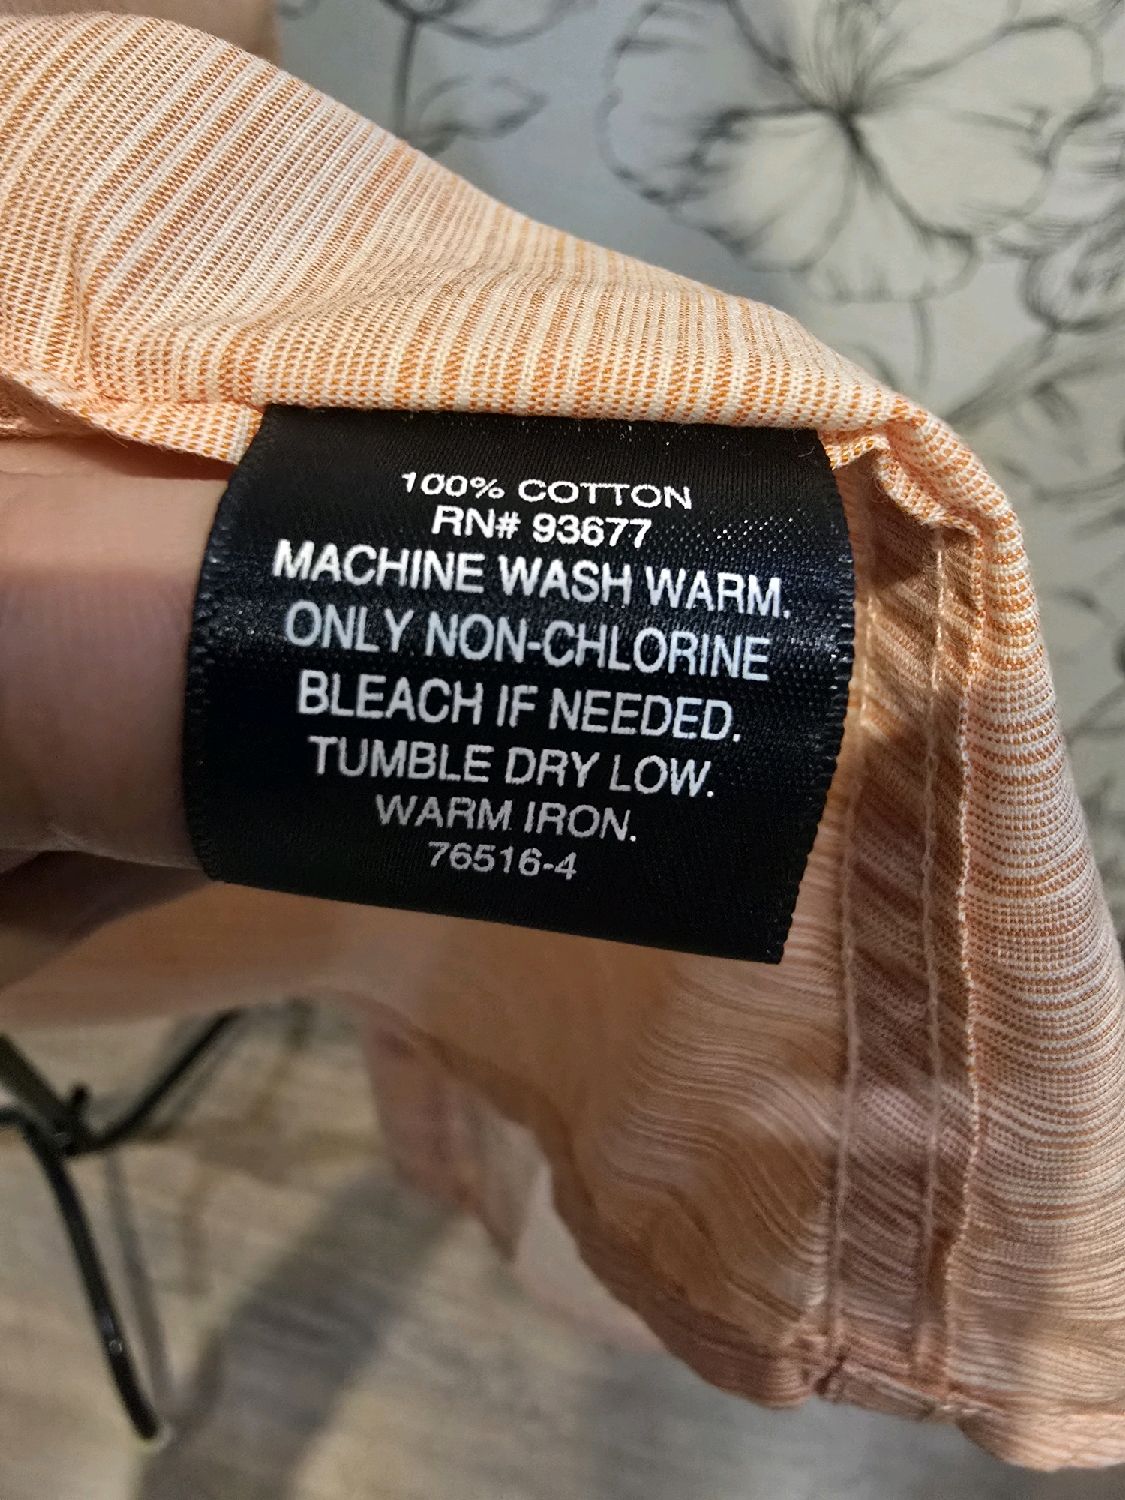 100% COTTON
RN# 93677
MACHINE WASH WARM.
ONLY NON-CHLORINE
BLEACH IF NEEDED.
TUMBLE DRY LOW.
WARM IRON.
76516-4